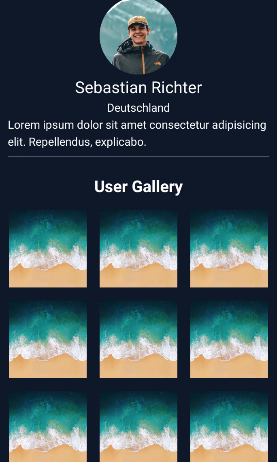 Sebastian Richter
Deutschland
Lorem ipsum dolor sit amet consectetur adipisicing
elit. Repellendus, explicabo.
User Gallery